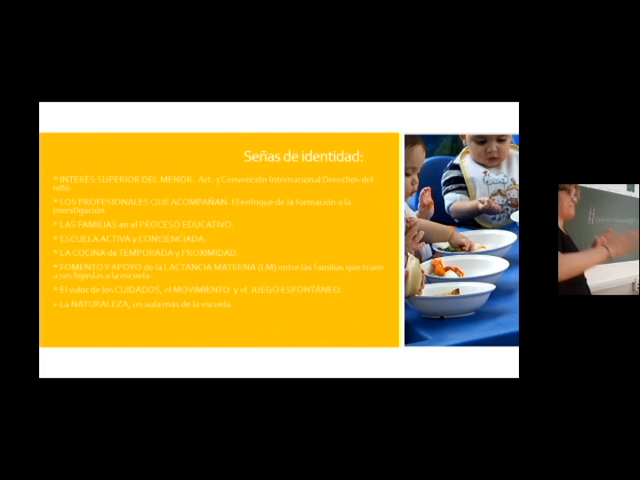 Señas de identidad:
* INTERÉS SUPERIOR DEL MENOR- Art. 3 Convención Internacional Derechos del
niño
* LOS PROFESIONALES QUE ACOMPAÑAN. El enfoque de la formación a la
investigación.
* LAS FAMILIAS en el PROCESO EDUCATIVO.
* ESCUELA ACTIVA y CONCIENCIADA.
* LA COCINA de TEMPORADA y PROXIMIDAD.
* FOMENTO Y APOYO de la LACTANCIA MATERNA (LM) entre las familias que traen
a sus hijos/as a la escuela
* El valor de los CUIDADOS, el MOVIMIENTO y el JUEGO ESPONTÁNEO.
* La NATURALEZA, un aula más de la escuela